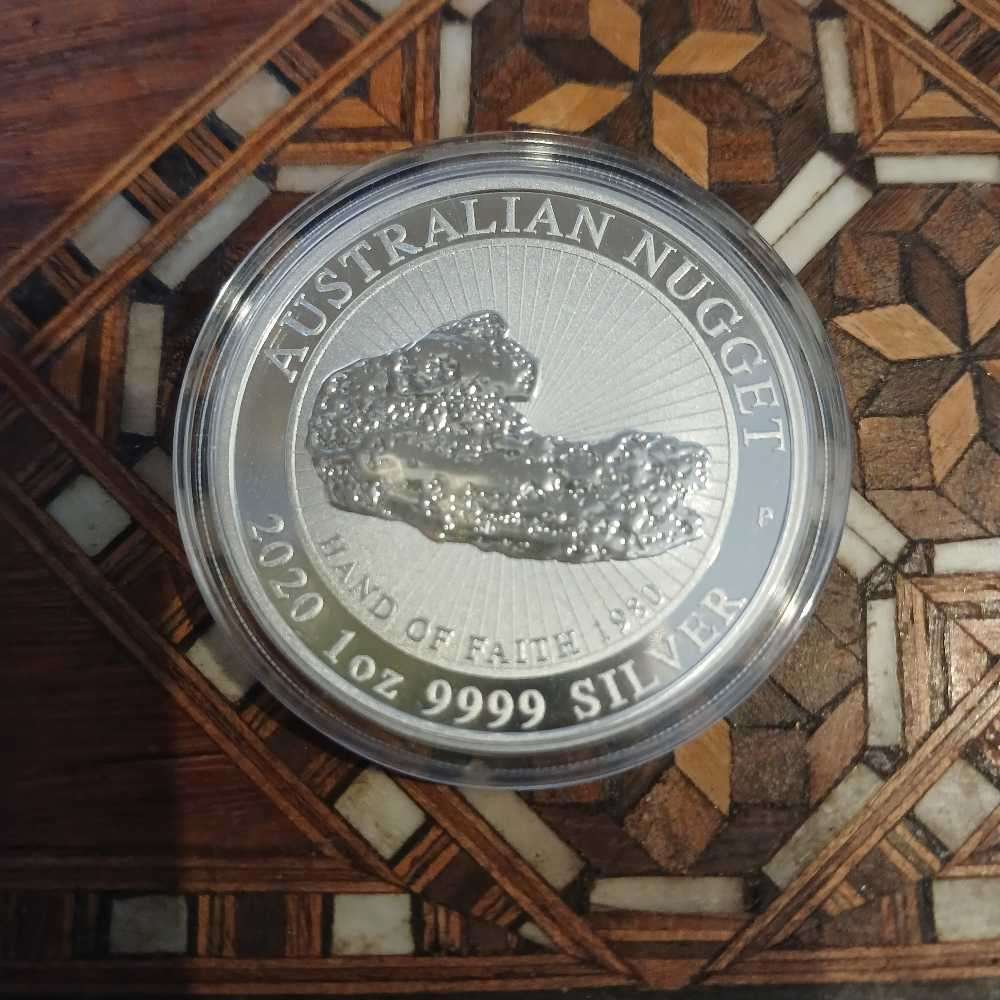 AUSTRALIAN NUGGET
P
HAND OF FAITH 1980
2020 1oz 9999 SILVER